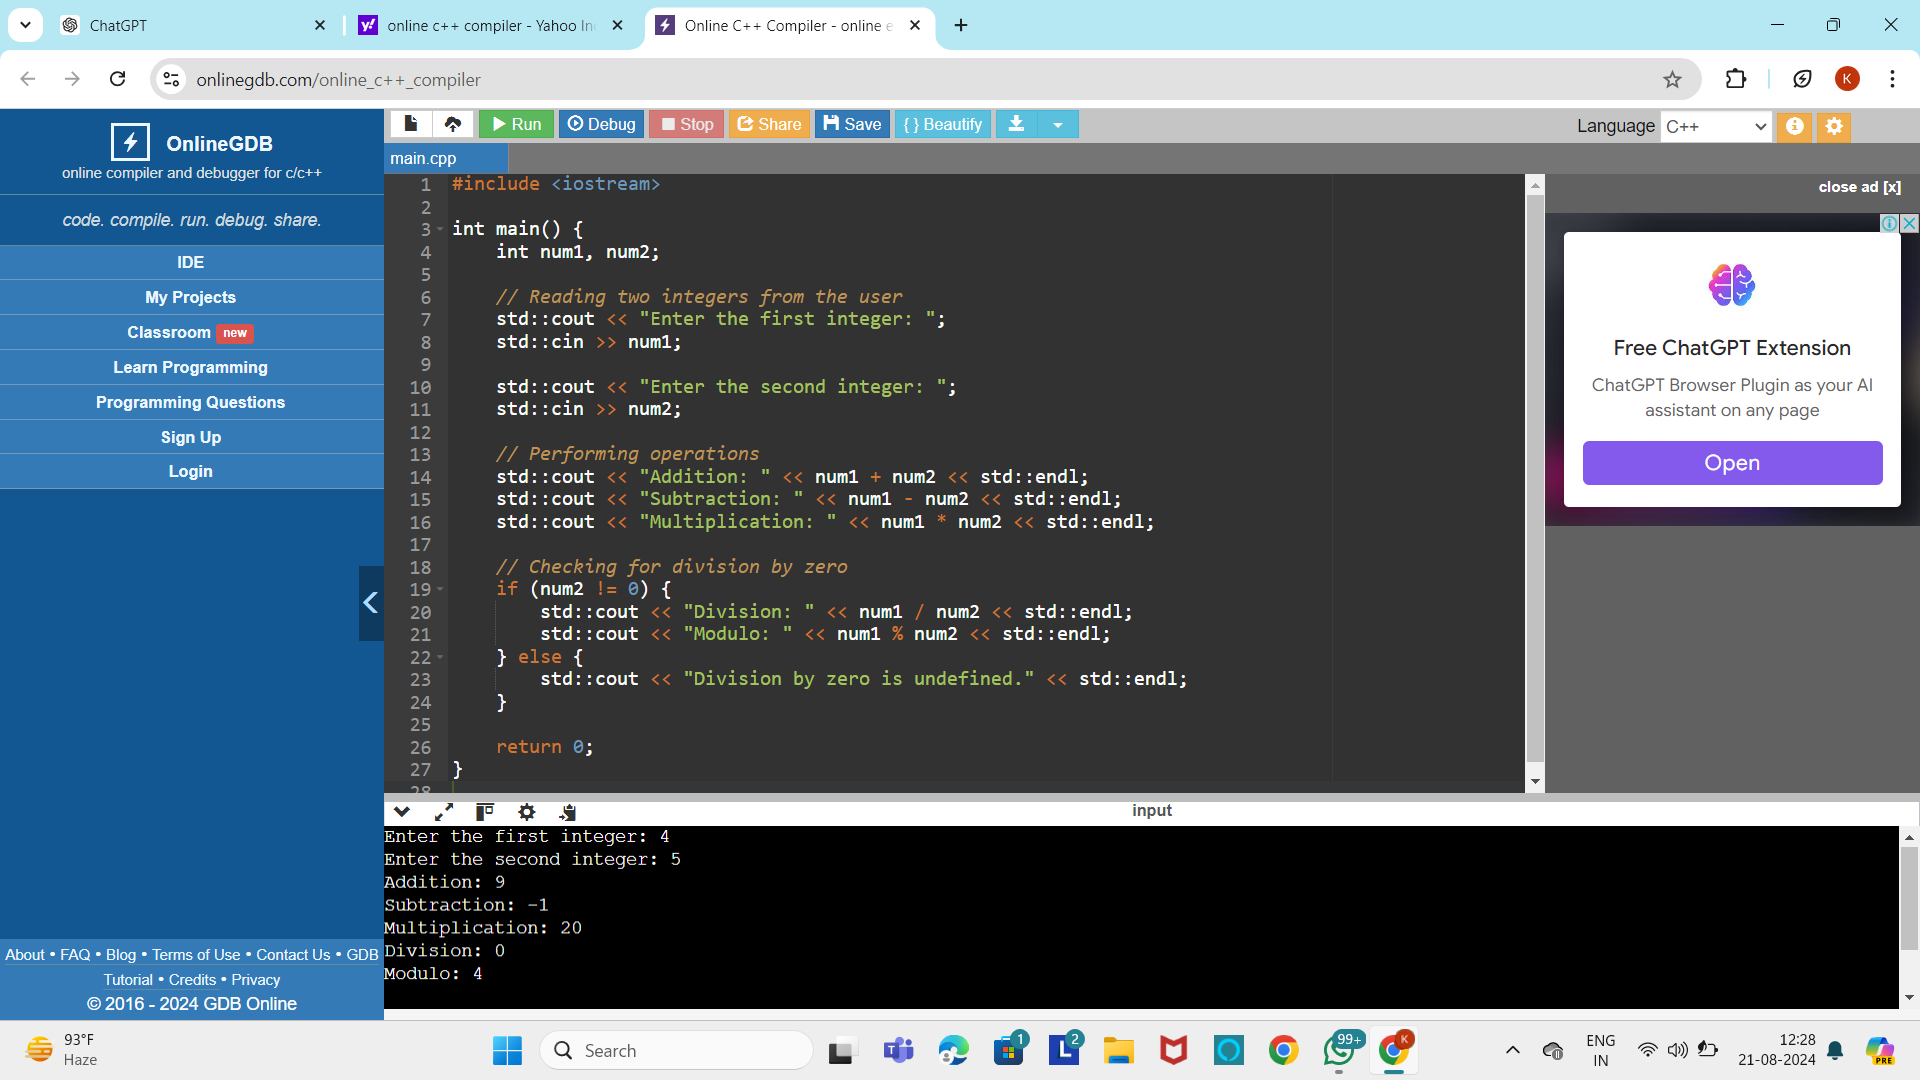 ChatGPT
online c++ compiler - Yahoo In
Online C++ Compiler - online e
onlinegdb.com/online_c++_compiler
K
OnlineGDB
online compiler and debugger for c/c++
code. compile. run. debug. share.
IDE
My Projects
Classroom new
Learn Programming
Programming Questions
Sign Up
Login
About • FAQ • Blog • Terms of Use • Contact Us • GDB
Tutorial • Credits • Privacy
© 2016 - 2024 GDB Online
Run Debug Stop Share Save { } Beautify
Language C++
main.cpp
1 #include <iostream>
2
3 int main() {
4 int num1, num2;
5
6 // Reading two integers from the user
7 std::cout << "Enter the first integer: ";
8 std::cin >> num1;
9
10 std::cout << "Enter the second integer: ";
11 std::cin >> num2;
12
13 // Performing operations
14 std::cout << "Addition: " << num1 + num2 << std::endl;
15 std::cout << "Subtraction: " << num1 - num2 << std::endl;
16 std::cout << "Multiplication: " << num1 * num2 << std::endl;
17
18 // Checking for division by zero
19 if (num2 != 0) {
20 std::cout << "Division: " << num1 / num2 << std::endl;
21 std::cout << "Modulo: " << num1 % num2 << std::endl;
22 } else {
23 std::cout << "Division by zero is undefined." << std::endl;
24 }
25
26 return 0;
27 }
28
close ad [x]
Free ChatGPT Extension
ChatGPT Browser Plugin as your AI
assistant on any page
Open
input
Enter the first integer: 4
Enter the second integer: 5
Addition: 9
Subtraction: -1
Multiplication: 20
Division: 0
Modulo: 4
93°F
Haze
Search
1
L 2
99+
K
ENG
IN
12:28
21-08-2024
PRE